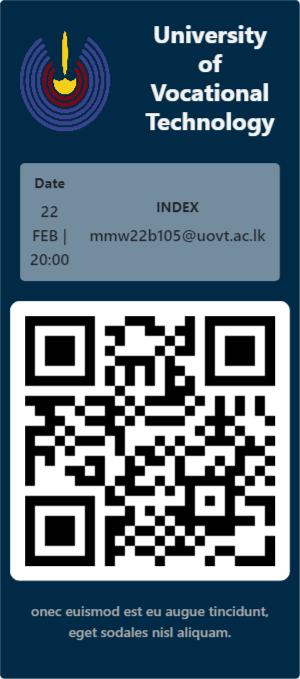 University
of
Vocational
Technology
Date
22
FEB |
20:00
INDEX
mmw22b105@uovt.ac.lk
onec euismod est eu augue tincidunt,
eget sodales nisl aliquam.